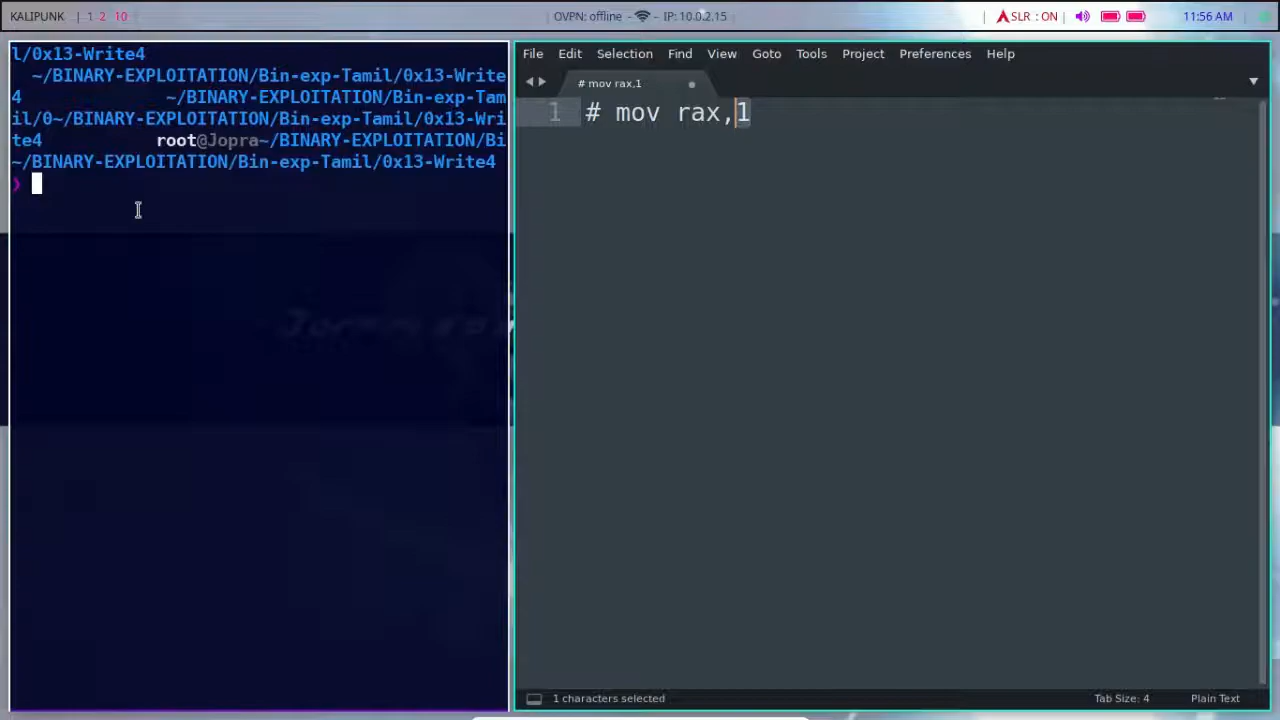 KALIPUNK | 1 2 10
OVPN: offline - - IP: 10.0.2.15
SLR : ON
11:56 AM
l/0x13-Write4
~/BINARY-EXPLOITATION/Bin-exp-Tamil/0x13-Write
4 ~/BINARY-EXPLOITATION/Bin-exp-Tam
il/0~/BINARY-EXPLOITATION/Bin-exp-Tamil/0x13-Wri
te4 root@Jopra~/BINARY-EXPLOITATION/Bi
~/BINARY-EXPLOITATION/Bin-exp-Tamil/0x13-Write4
❯
File Edit Selection Find View Goto Tools Project Preferences Help
# mov rax,1
1 # mov rax,1
1 characters selected
Tab Size: 4
Plain Text